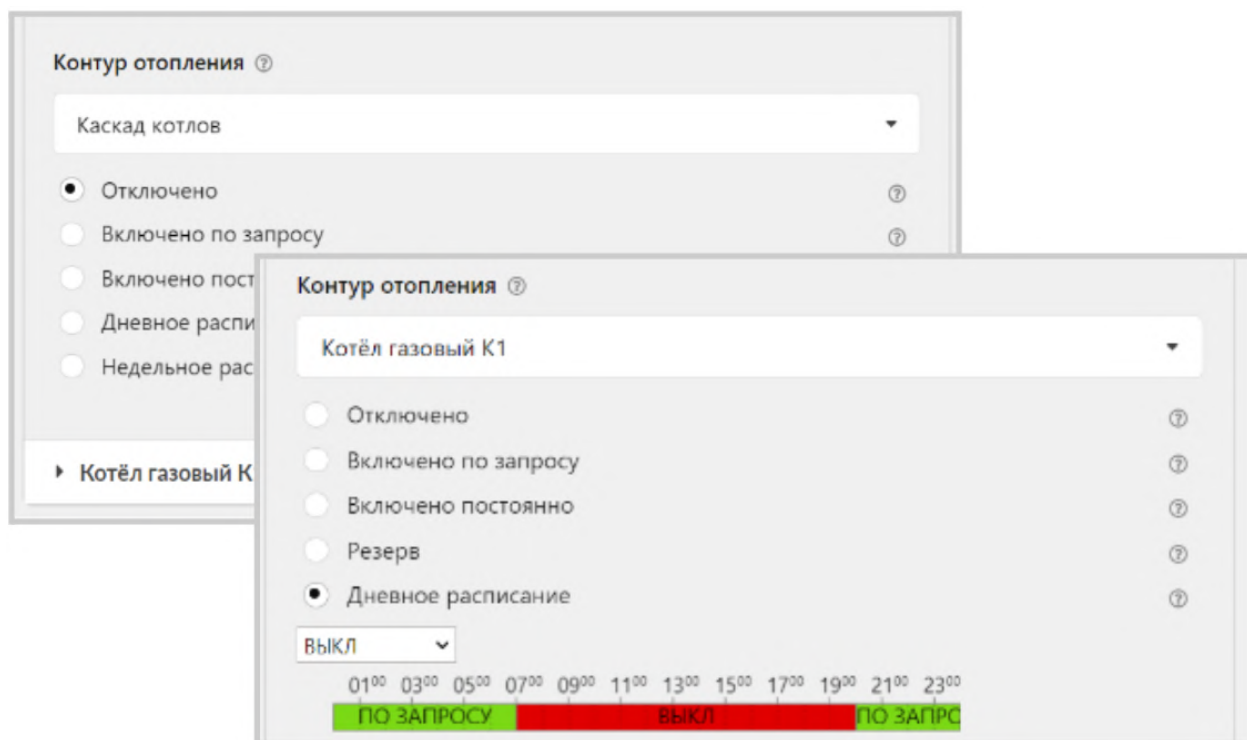 Контур отопления
Каскад котлов
Отключено
Включено по запросу
Включено пост
Дневное распи
Недельное рас
Котёл газовый К
Контур отопления
Котёл газовый К1
Отключено
Включено по запросу
Включено постоянно
Резерв
Дневное расписание
ВЫКЛ
01⁰⁰ 03⁰⁰ 05⁰⁰ 07⁰⁰ 09⁰⁰ 11⁰⁰ 13⁰⁰ 15⁰⁰ 17⁰⁰ 19⁰⁰ 21⁰⁰ 23⁰⁰
ПО ЗАПРОСУ ВЫКЛ ПО ЗАПРО